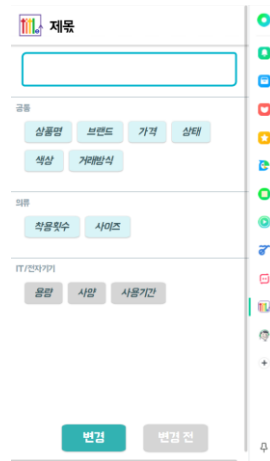 제목
공통
상품명 브랜드 가격 상태
색상 거래방식
의류
착용횟수 사이즈
IT/전자기기
용량 사양 사용기간
변경 변경 전